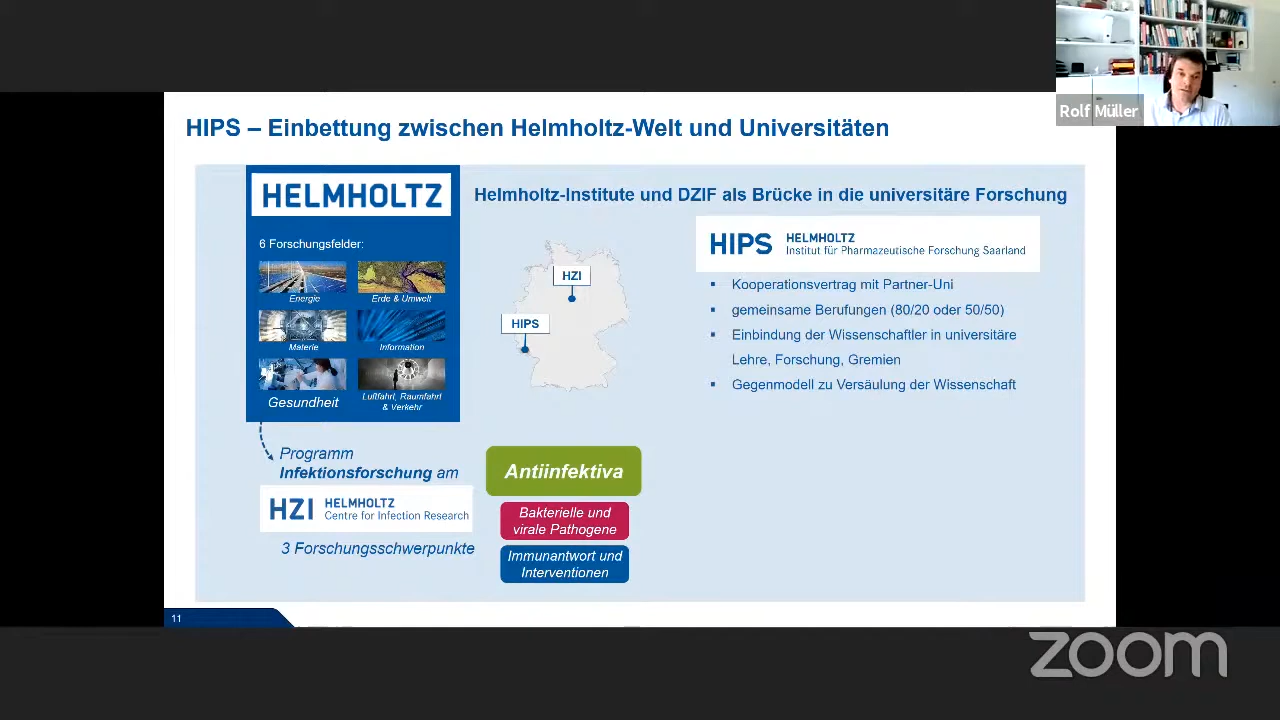 Rolf Müller
HIPS – Einbettung zwischen Helmholtz-Welt und Universitäten
HELMHOLTZ
6 Forschungsfelder:
Energie
Erde & Umwelt
Materie
Information
Gesundheit
Luftfahrt, Raumfahrt
& Verkehr
Helmholtz-Institute und DZIF als Brücke in die universitäre Forschung
HZI
HIPS
HIPS HELMHOLTZ
Institut für Pharmazeutische Forschung Saarland
▪ Kooperationsvertrag mit Partner-Uni
▪ gemeinsame Berufungen (80/20 oder 50/50)
▪ Einbindung der Wissenschaftler in universitäre
Lehre, Forschung, Gremien
▪ Gegenmodell zu Versäulung der Wissenschaft
Programm
Infektionsforschung am
HZI HELMHOLTZ
Centre for Infection Research
3 Forschungsschwerpunkte
Antiinfektiva
Bakterielle und
virale Pathogene
Immunantwort und
Interventionen
11
zoom